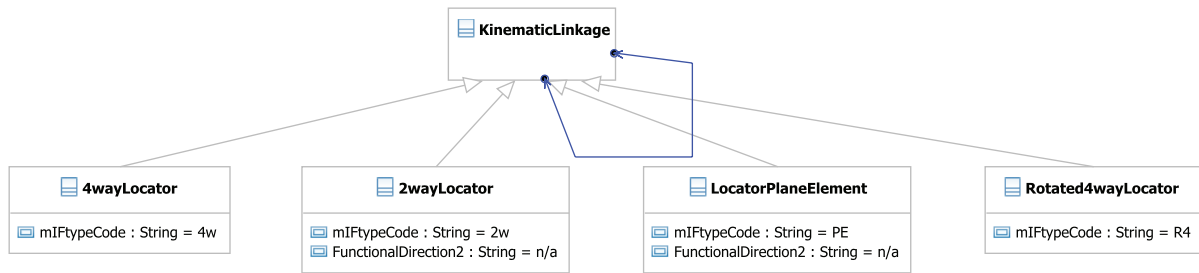 KinematicLinkage
4wayLocator
mIFtypeCode : String = 4w
2wayLocator
mIFtypeCode : String = 2w
FunctionalDirection2 : String = n/a
LocatorPlaneElement
mIFtypeCode : String = PE
FunctionalDirection2 : String = n/a
Rotated4wayLocator
mIFtypeCode : String = R4